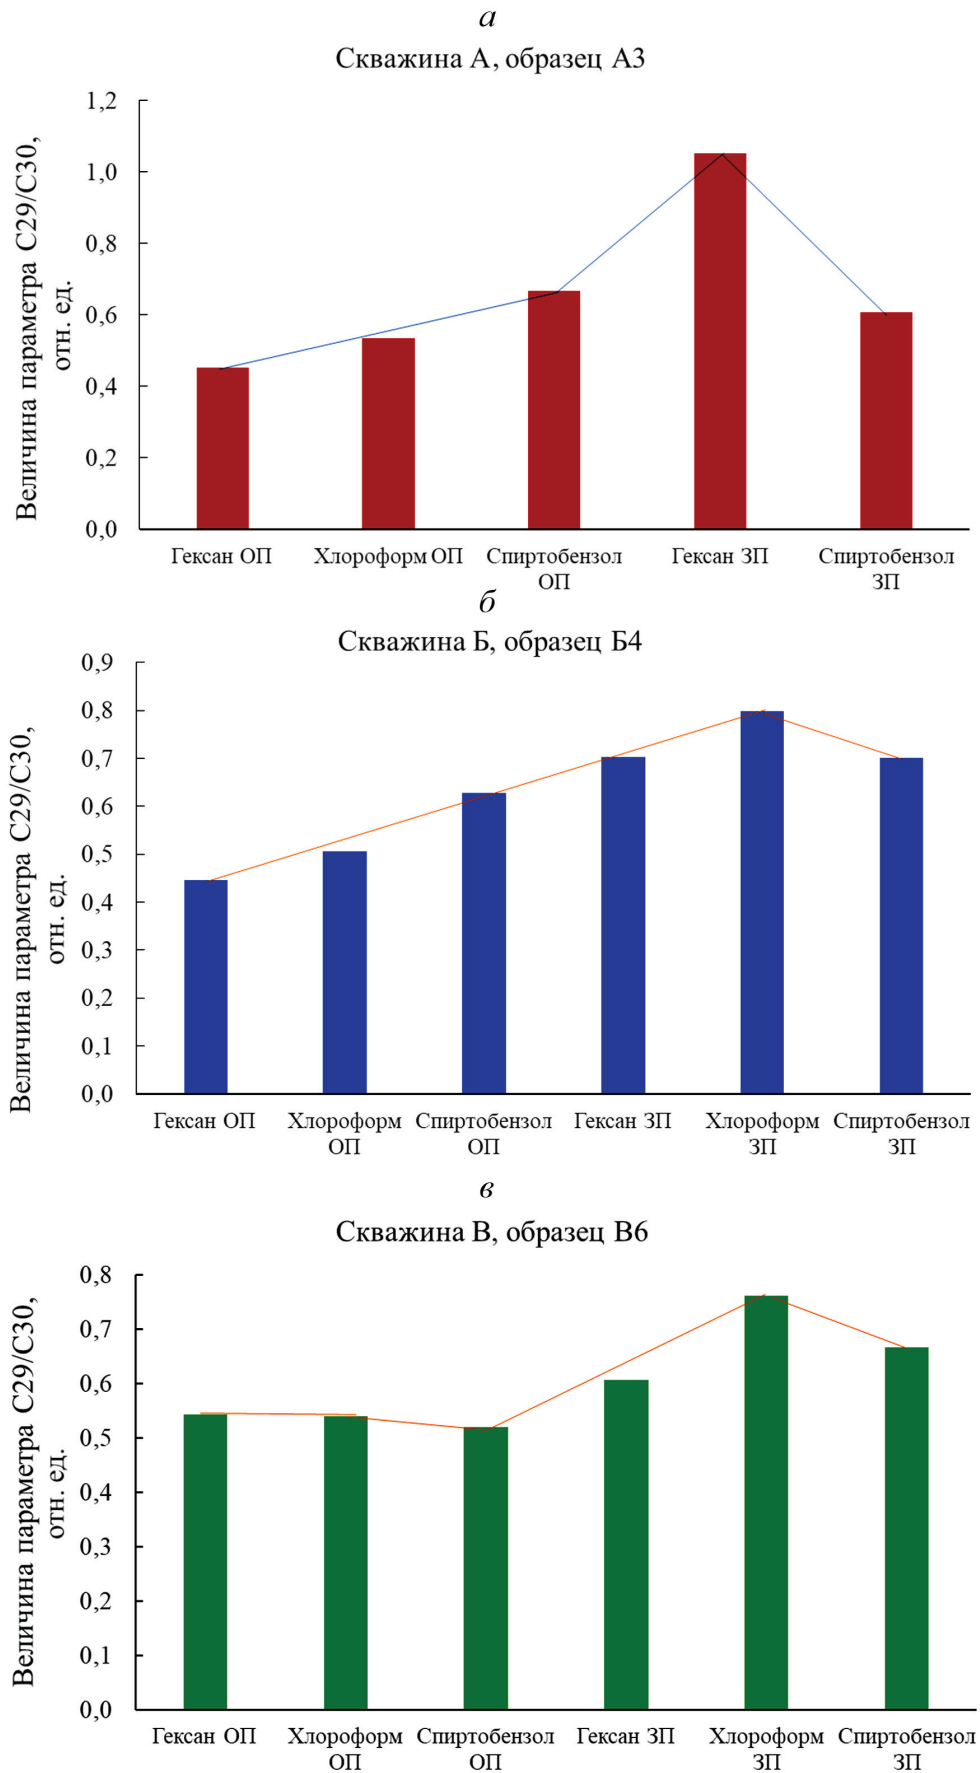 а
Скважина А, образец А3
Величина параметра С29/С30,
отн. ед.
1,2
1,0
0,8
0,6
0,4
0,2
0,0
Гексан ОП
Хлороформ ОП
Спиртобензол
ОП
Гексан ЗП
Спиртобензол
ЗП
б
Скважина Б, образец Б4
Величина параметра С29/С30,
отн. ед.
0,9
0,8
0,7
0,6
0,5
0,4
0,3
0,2
0,1
0,0
Гексан ОП
Хлороформ
ОП
Спиртобензол
ОП
Гексан ЗП
Хлороформ
ЗП
Спиртобензол
ЗП
в
Скважина В, образец В6
Величина параметра С29/С30,
отн. ед.
0,8
0,7
0,6
0,5
0,4
0,3
0,2
0,1
0,0
Гексан ОП
Хлороформ
ОП
Спиртобензол
ОП
Гексан ЗП
Хлороформ
ЗП
Спиртобензол
ЗП